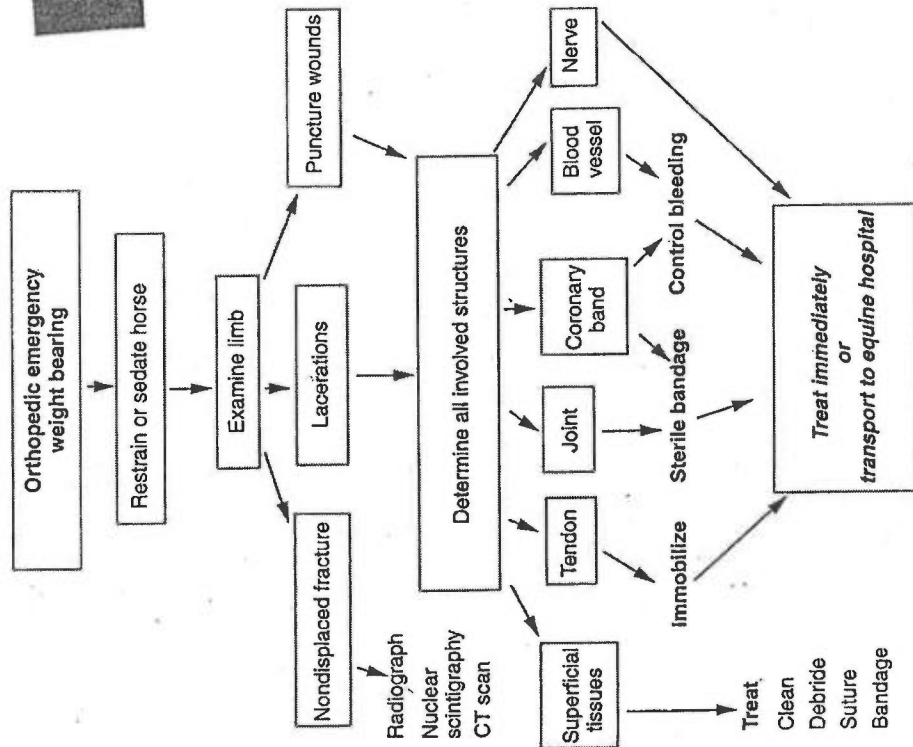 Orthopedic emergency
weight bearing
Restrain or sedate horse
Examine limb
Nondisplaced fracture
Lacerations
Puncture wounds
Radiograph
Nuclear
scintigraphy
CT scan
Determine all involved structures
Superficial
tissues
Tendon
Joint
Coronary
band
Blood
vessel
Nerve
Immobilize
Sterile bandage
Control bleeding
Treat
Clean
Debride
Suture
Bandage
Treat immediately
or
transport to equine hospital